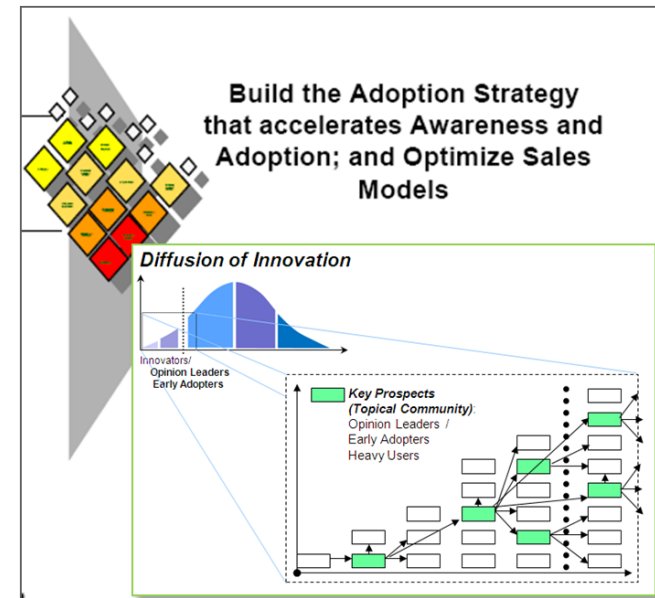 Build the Adoption Strategy
that accelerates Awareness and
Adoption; and Optimize Sales
Models
Diffusion of Innovation
Innovators/
Opinion Leaders
Early Adopters
Key Prospects
(Topical Community):
Opinion Leaders /
Early Adopters
Heavy Users